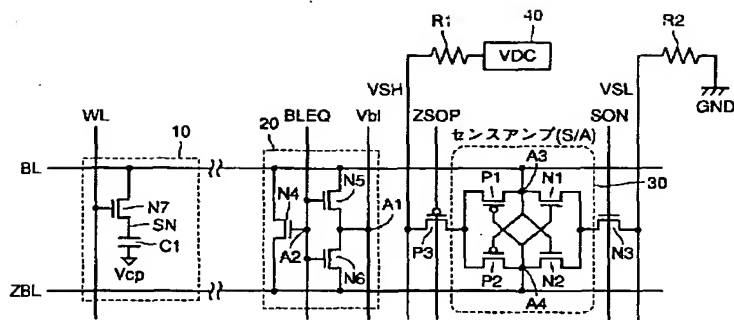 R1
40
R2
VDC
VSH
VSL
GND
WL
10
20
BLEQ
Vbl
ZSOP
SON
センスアンプ(S/A)
BL
A3
30
N7
SN
C1
Vcp
N4
N5
A1
A2
N6
P1
N1
P3
N3
P2
N2
A4
ZBL